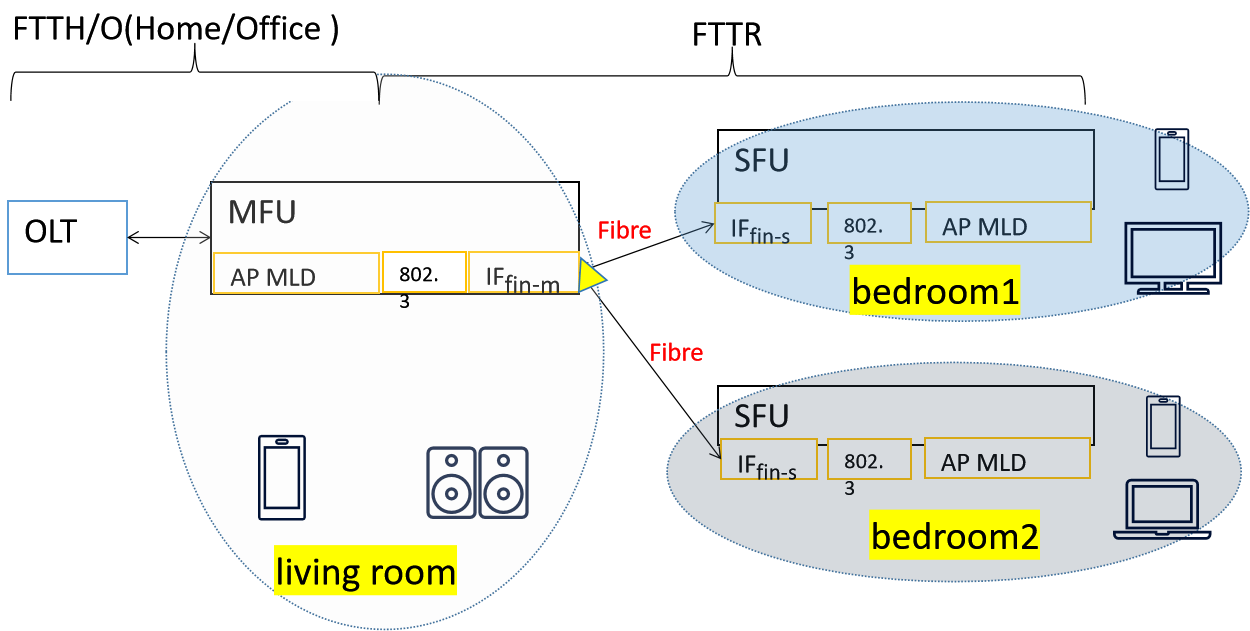 FTTH/O(Home/Office )
FTTR
OLT
MFU
AP MLD
802.
3
IFfin-m
Fibre
Fibre
SFU
IFfin-s
802.
3
AP MLD
bedroom1
SFU
IFfin-s
802.
3
AP MLD
bedroom2
living room